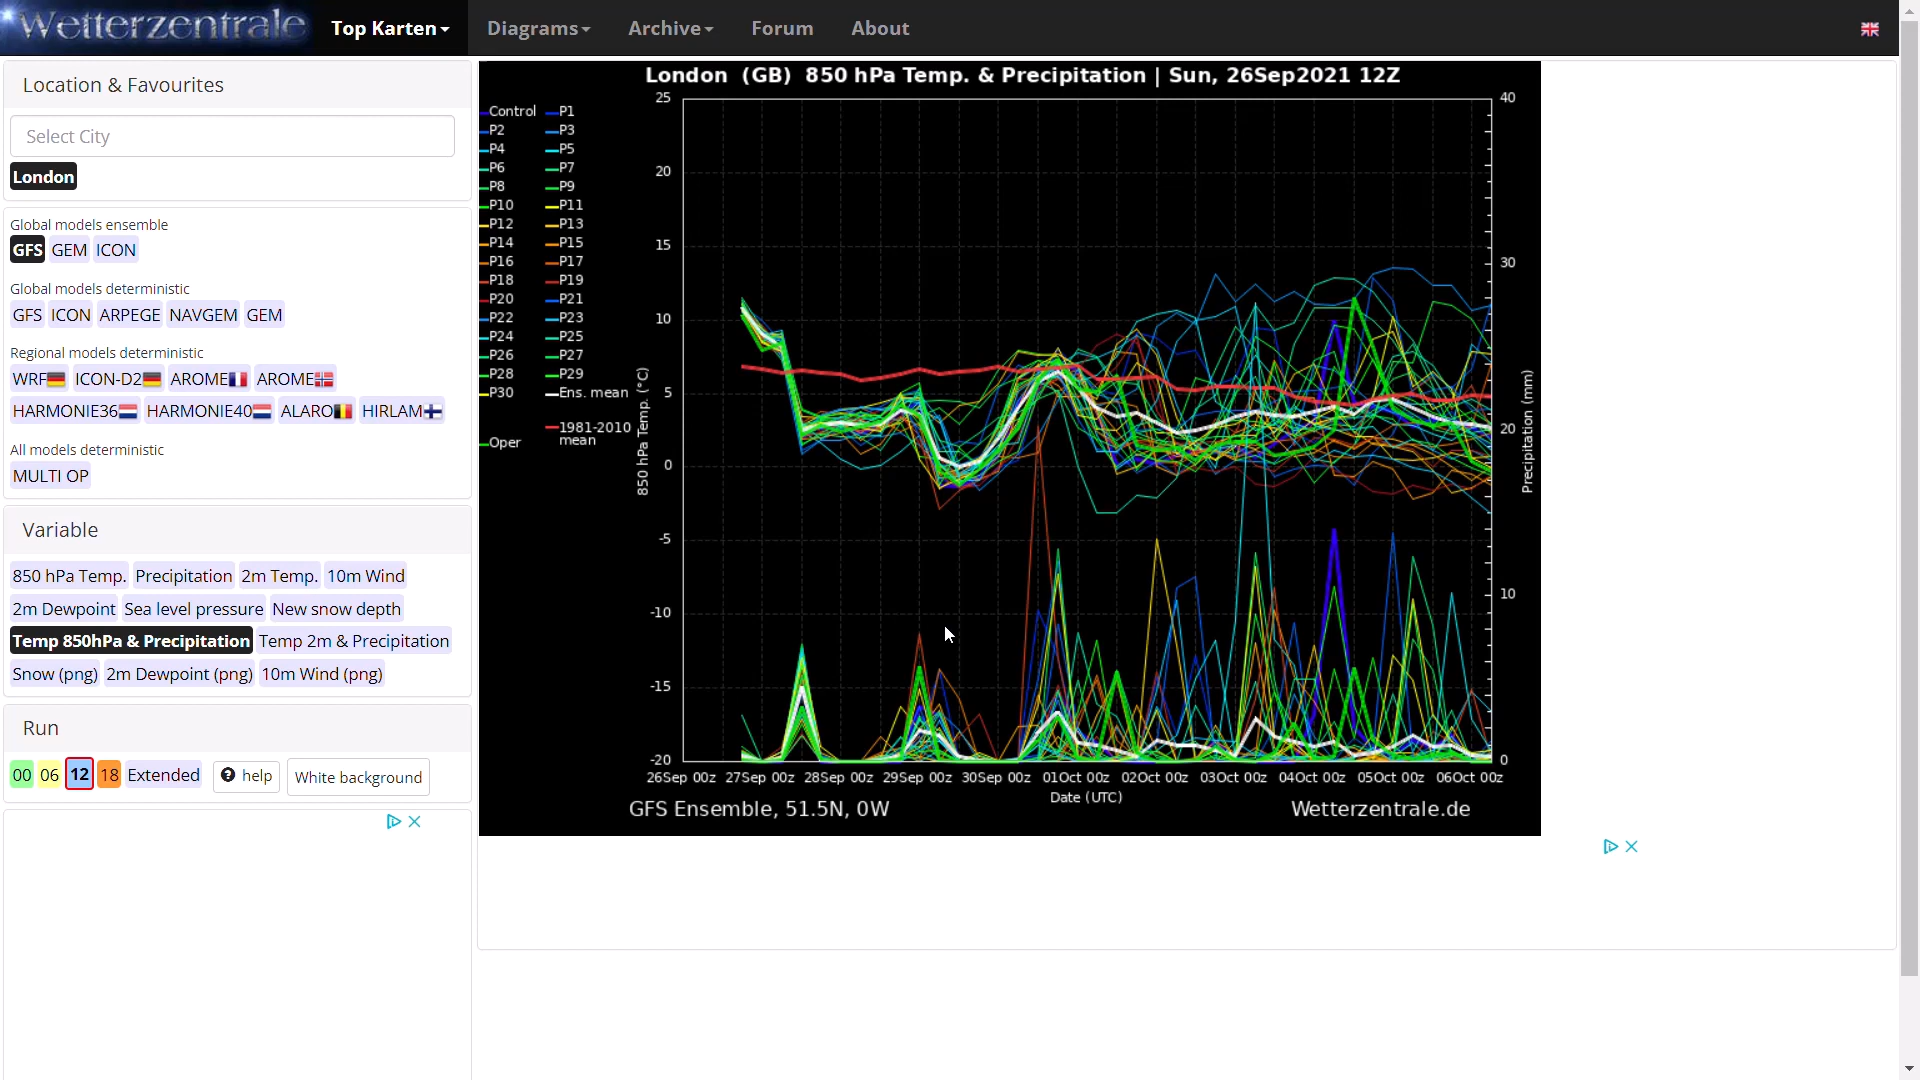 Wetterzentrale
Top Karten
Diagrams
Archive
Forum
About
Location & Favourites
Select City
London
Global models ensemble
GFS GEM ICON
Global models deterministic
GFS ICON ARPEGE NAVGEM GEM
Regional models deterministic
WRF ICON-D2 AROME AROME
HARMONIE36 HARMONIE40 ALARO HIRLAM
All models deterministic
MULTI OP
Variable
850 hPa Temp. Precipitation 2m Temp. 10m Wind
2m Dewpoint Sea level pressure New snow depth
Temp 850hPa & Precipitation Temp 2m & Precipitation
Snow (png) 2m Dewpoint (png) 10m Wind (png)
Run
00 06 12 18 Extended help White background
London (GB) 850 hPa Temp. & Precipitation | Sun, 26Sep2021 12Z
Control P1
P2 P3
P4 P5
P6 P7
P8 P9
P10 P11
P12 P13
P14 P15
P16 P17
P18 P19
P20 P21
P22 P23
P24 P25
P26 P27
P28 P29
P30 Ens. mean
1981-2010
mean
Oper
850 hPa Temp. (°C)
25
20
15
10
5
0
-5
-10
-15
-20
40
30
20
10
0
Precipitation (mm)
26Sep 00z 27Sep 00z 28Sep 00z 29Sep 00z 30Sep 00z 01Oct 00z 02Oct 00z 03Oct 00z 04Oct 00z 05Oct 00z 06Oct 00z
Date (UTC)
GFS Ensemble, 51.5N, 0W
Wetterzentrale.de